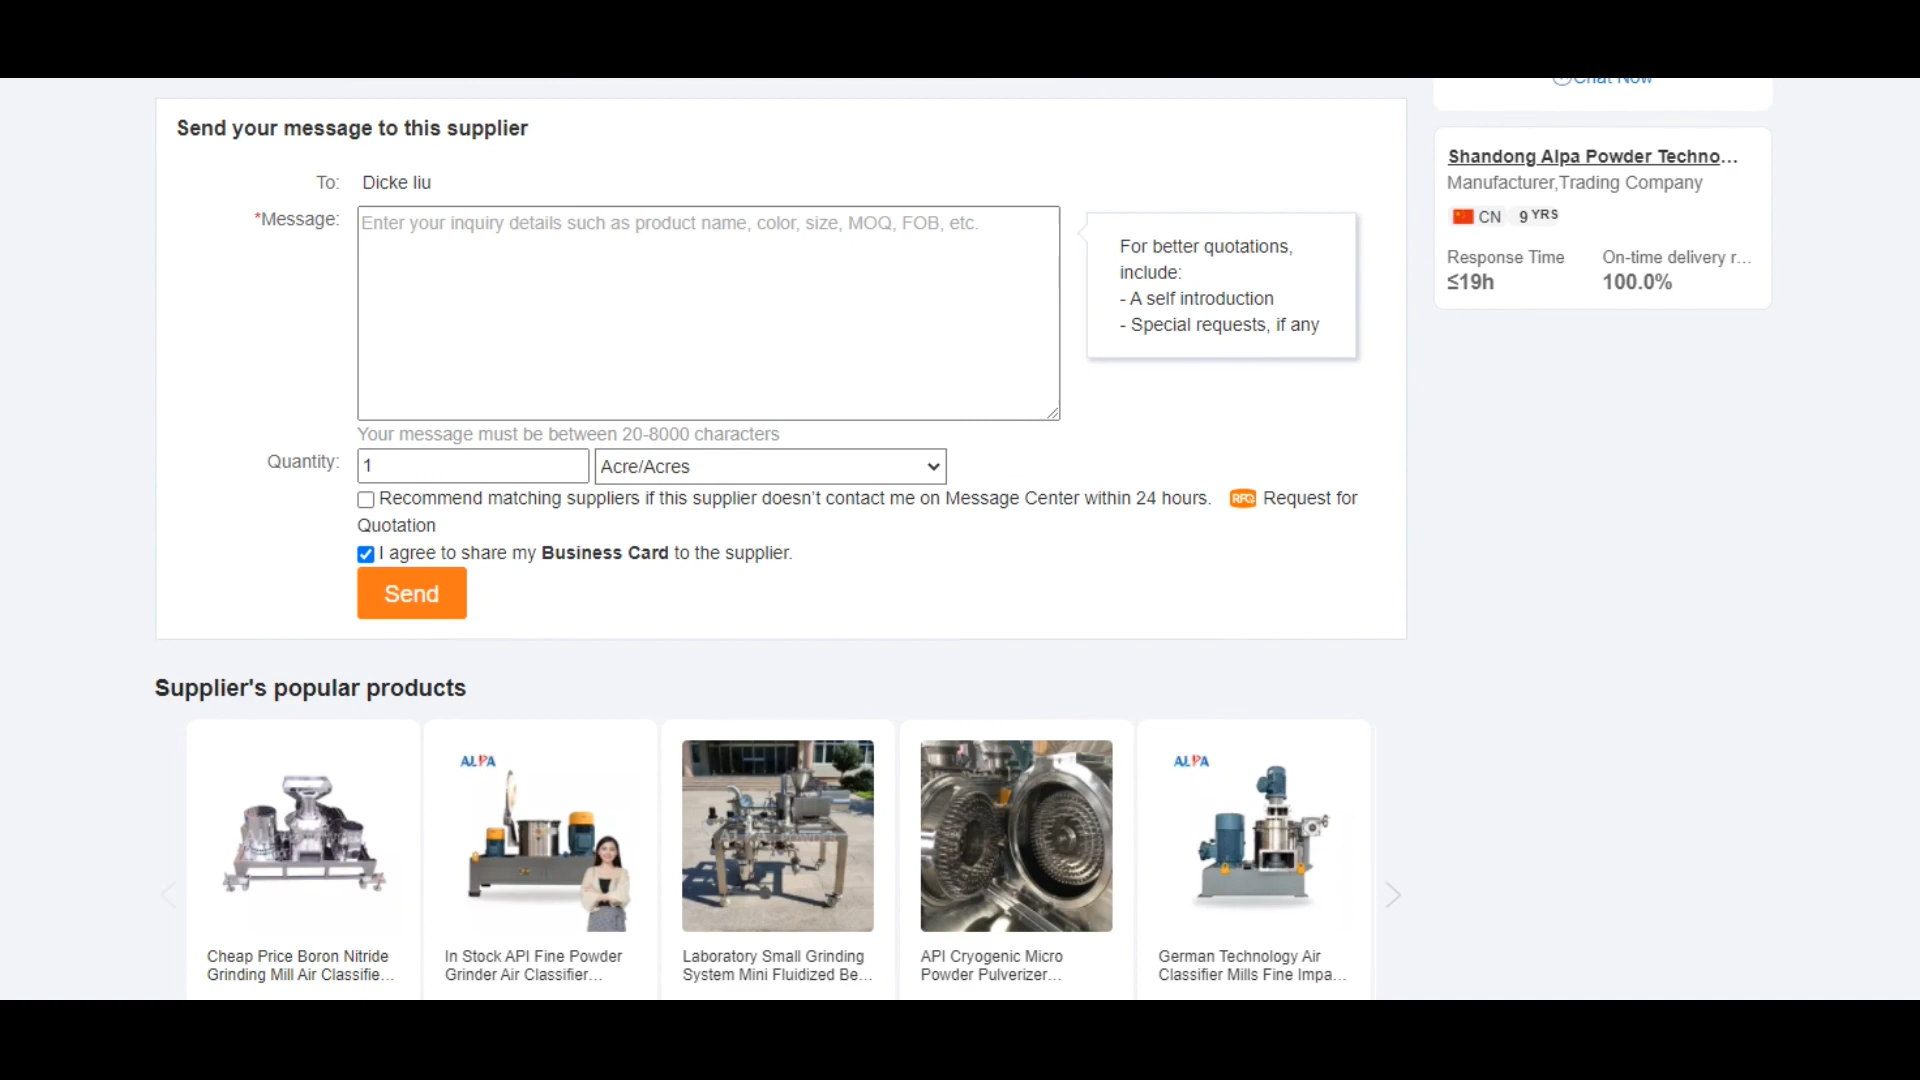 Chat Now
Send your message to this supplier
To: Dicke liu
*Message: Enter your inquiry details such as product name, color, size, MOQ, FOB, etc.
For better quotations,
include:
- A self introduction
- Special requests, if any
Your message must be between 20-8000 characters
Quantity: 1 Acre/Acres
Recommend matching suppliers if this supplier doesn't contact me on Message Center within 24 hours. RFQ Request for
Quotation
I agree to share my Business Card to the supplier.
Send
Shandong Alpa Powder Techno...
Manufacturer,Trading Company
CN 9 YRS
Response Time On-time delivery r...
≤19h 100.0%
Supplier's popular products
ALPA
ALPA
Cheap Price Boron Nitride
Grinding Mill Air Classifie...
In Stock API Fine Powder
Grinder Air Classifier...
Laboratory Small Grinding
System Mini Fluidized Be...
API Cryogenic Micro
Powder Pulverizer...
German Technology Air
Classifier Mills Fine Impa...